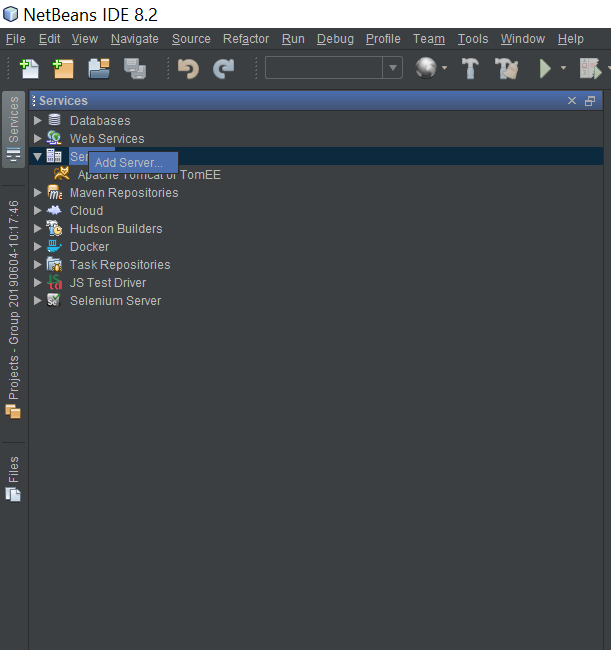 NetBeans IDE 8.2
File Edit View Navigate Source Refactor Run Debug Profile Team Tools Window Help
Services
Services
Databases
Web Services
Add Server...
Apache Tomcat or TomEE
Maven Repositories
Cloud
Hudson Builders
Docker
Task Repositories
JS Test Driver
Selenium Server
Projects - Group 20190604-10:17:46
Files